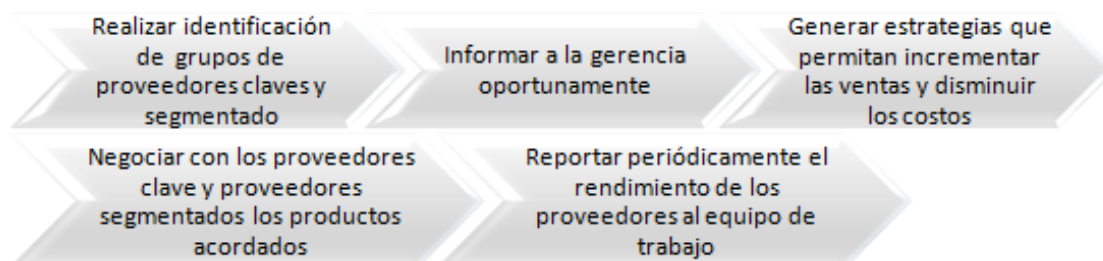 Realizar identificación
de grupos de
proveedores claves y
segmentado
Informar a la gerencia
oportunamente
Generar estrategias que
permitan incrementar
las ventas y disminuir
los costos
Negociar con los proveedores
clave y proveedores
segmentados los productos
acordados
Reportar periódicamente el
rendimiento de los
proveedores al equipo de
trabajo